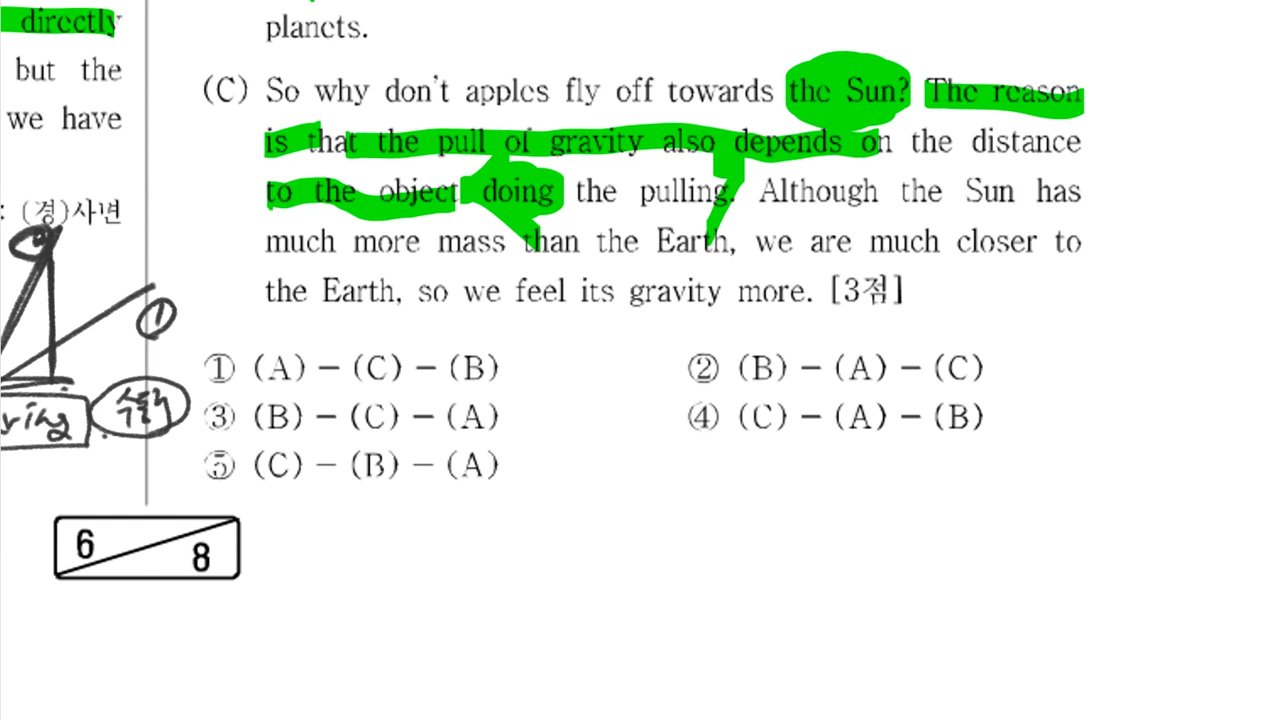 directly
but the
we have
: (경)사면
①
ring
수렴
planets.
(C) So why don't apples fly off towards the Sun? The reason
is that the pull of gravity also depends on the distance
to the object doing the pulling. Although the Sun has
much more mass than the Earth, we are much closer to
the Earth, so we feel its gravity more. [3점]
① (A) − (C) − (B)
② (B) − (A) − (C)
③ (B) − (C) − (A)
④ (C) − (A) − (B)
⑤ (C) − (B) − (A)
6
8